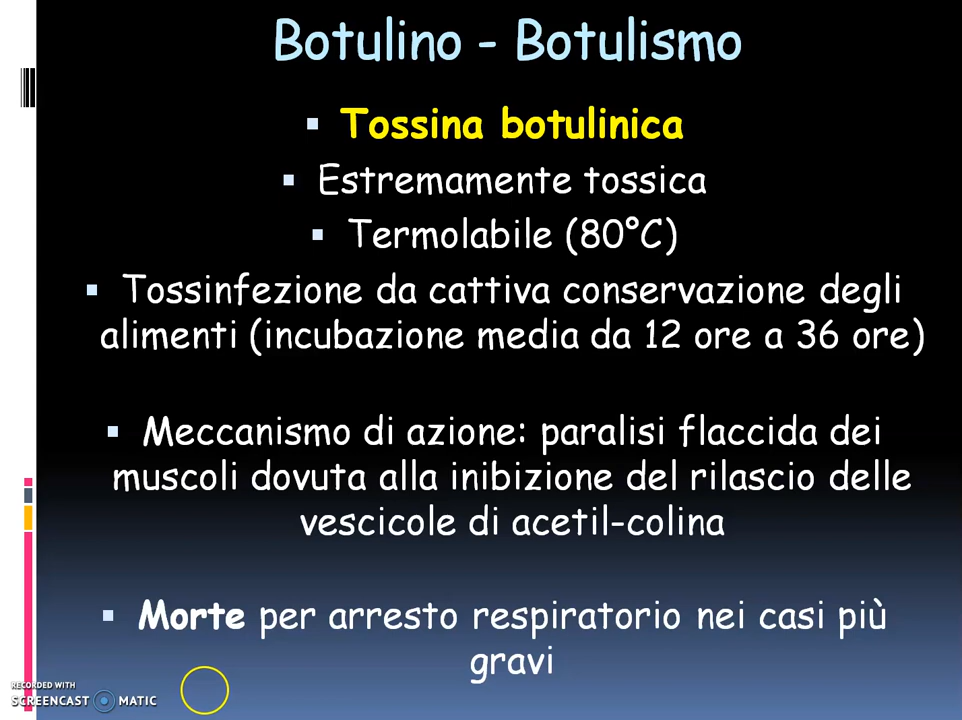 Botulino - Botulismo
▪ Tossina botulinica
▪ Estremamente tossica
▪ Termolabile (80°C)
▪ Tossinfezione da cattiva conservazione degli
alimenti (incubazione media da 12 ore a 36 ore)
▪ Meccanismo di azione: paralisi flaccida dei
muscoli dovuta alla inibizione del rilascio delle
vescicole di acetil-colina
▪ Morte per arresto respiratorio nei casi più
gravi
RECORDED WITH
SCREENCAST MATIC